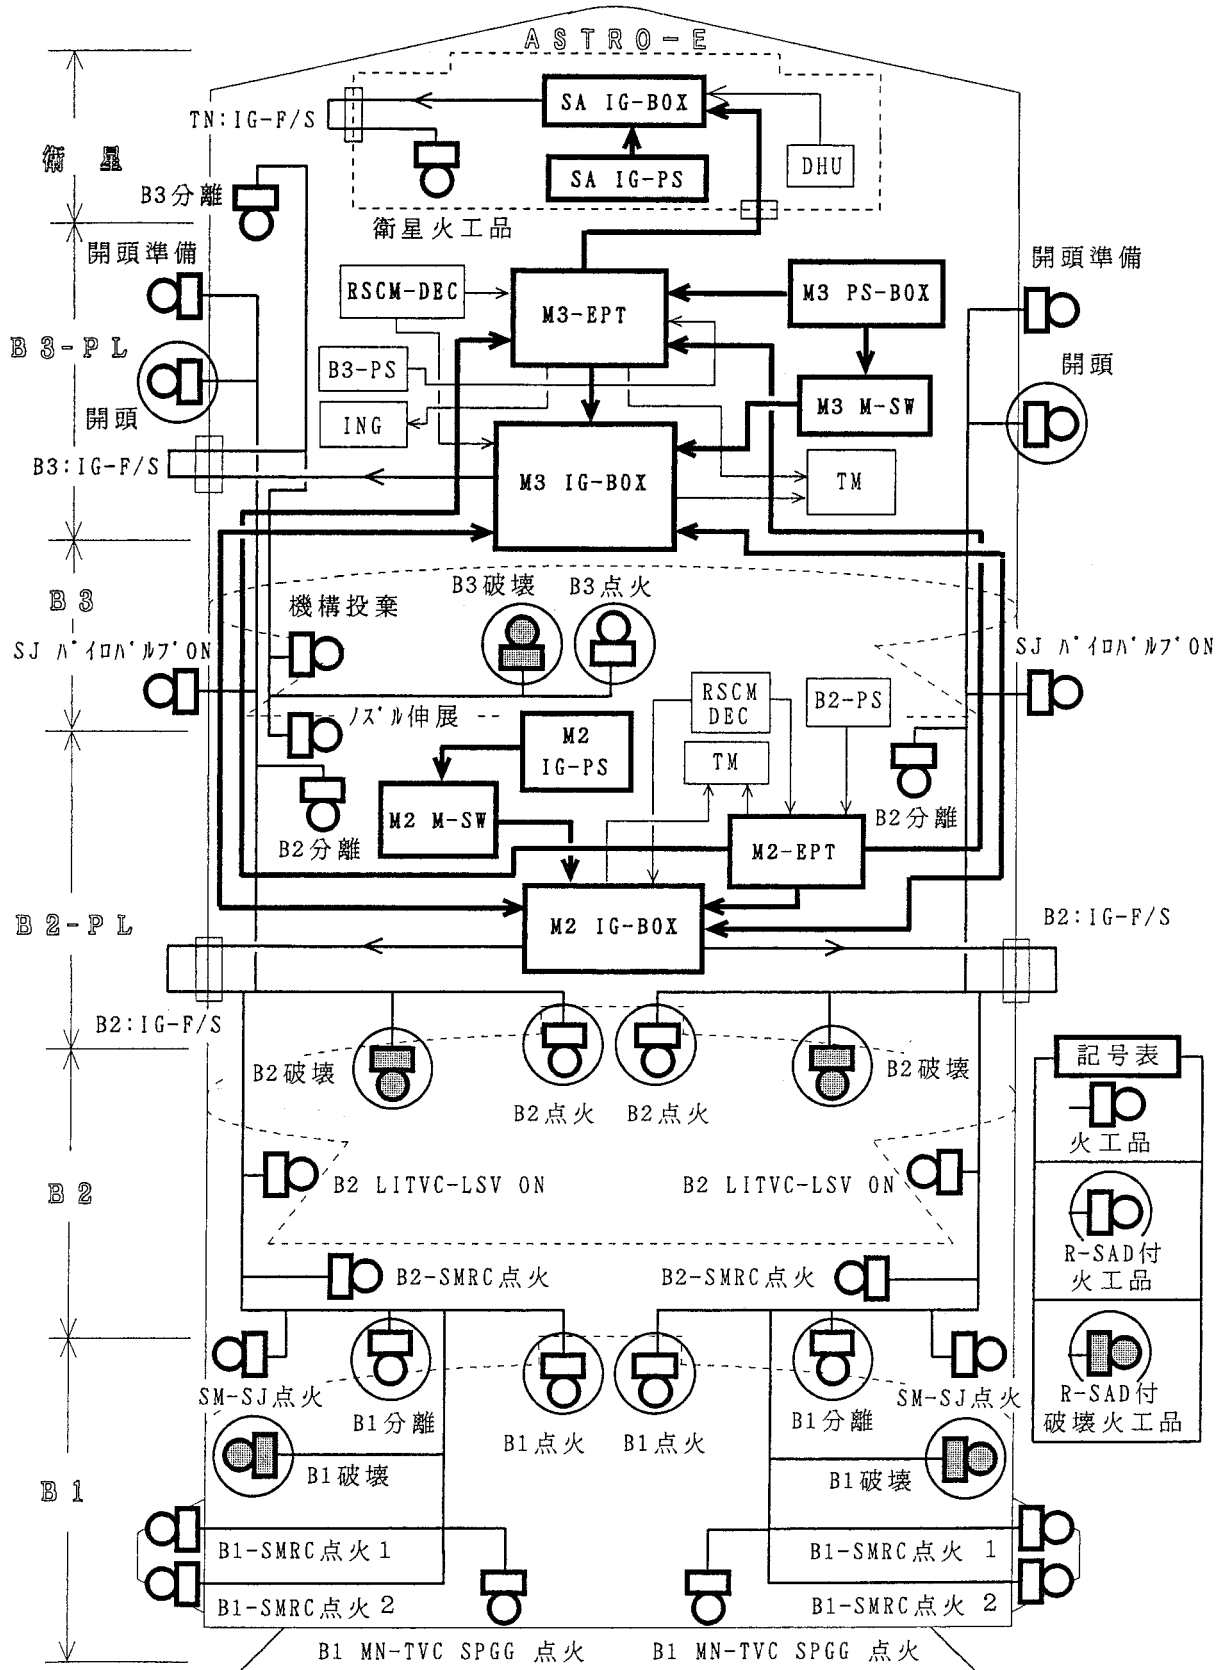 ASTRO-E
SA IG-BOX
TN:IG-F/S
衛 星
DHU
SA IG-PS
B3分離
衛星火工品
開頭準備
開頭準備
RSCM-DEC
M3-EPT
M3 PS-BOX
B3-PL
B3-PS
開頭
M3 M-SW
開頭
ING
B3:IG-F/S
M3 IG-BOX
TM
B3
機構投棄
B3破壊
B3点火
SJ パイロバルブON
SJ パイロバルブON
RSCM
DEC
B2-PS
ノズル伸展
M2
IG-PS
TM
M2 M-SW
B2分離
B2分離
M2-EPT
B2-PL
M2 IG-BOX
B2:IG-F/S
B2:IG-F/S
記号表
B2破壊
B2破壊
B2点火
B2点火
火工品
B2
B2 LITVC-LSV ON
B2 LITVC-LSV ON
R-SAD付
火工品
B2-SMRC点火
B2-SMRC点火
SM-SJ点火
SM-SJ点火
R-SAD付
破壊火工品
B1分離
B1分離
B1点火
B1点火
B1破壊
B1破壊
B1
B1-SMRC点火1
B1-SMRC点火 1
B1-SMRC点火2
B1-SMRC点火 2
B1 MN-TVC SPGG 点火
B1 MN-TVC SPGG 点火